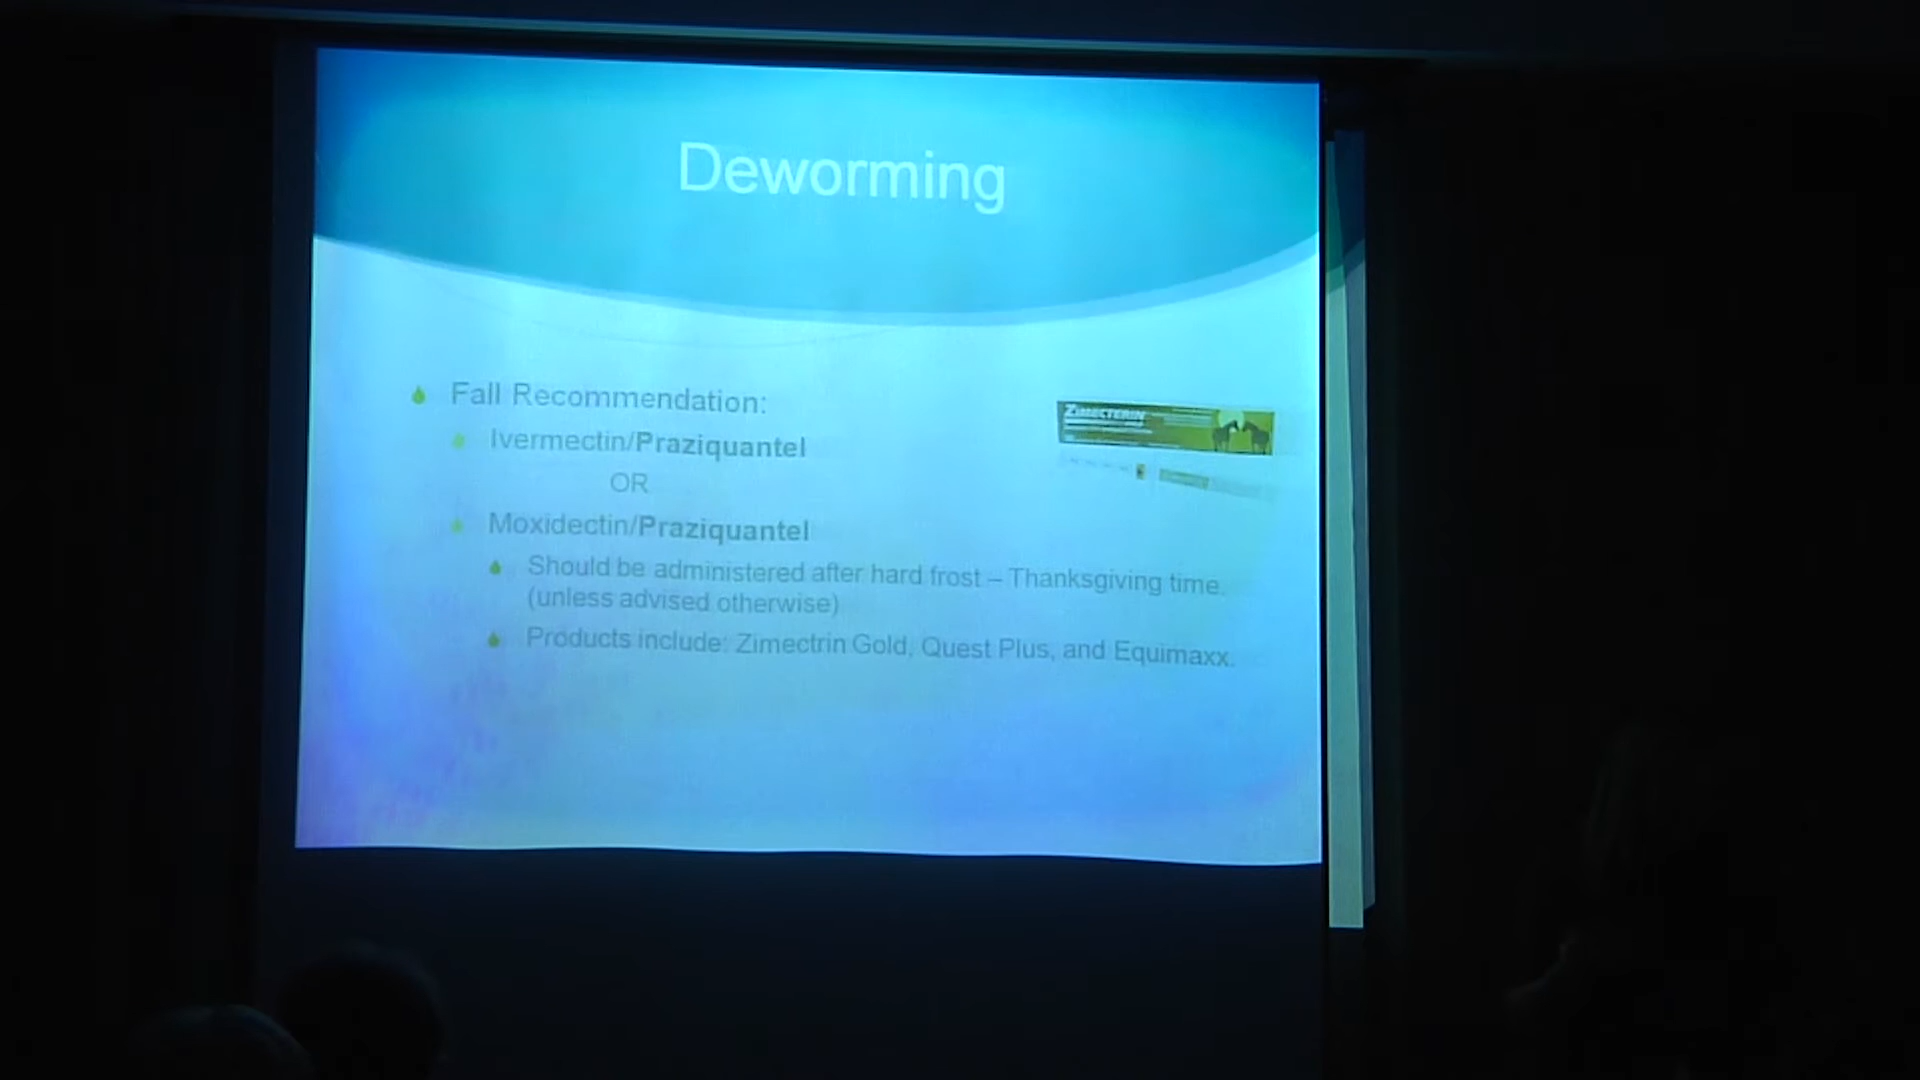 Deworming
Fall Recommendation:
Ivermectin/Praziquantel
OR
Moxidectin/Praziquantel
Should be administered after hard frost – Thanksgiving time.
(unless advised otherwise)
Products include: Zimectrin Gold, Quest Plus, and Equimaxx.
ZIMECTERIN